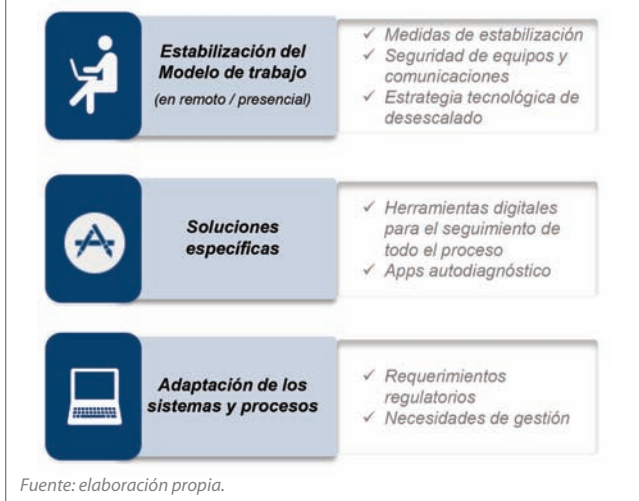 Estabilización del
Modelo de trabajo
(en remoto / presencial)
✓ Medidas de estabilización
✓ Seguridad de equipos y
comunicaciones
✓ Estrategia tecnológica de
desescalado
Soluciones
específicas
✓ Herramientas digitales
para el seguimiento de
todo el proceso
✓ Apps autodiagnóstico
Adaptación de los
sistemas y procesos
✓ Requerimientos
regulatorios
✓ Necesidades de gestión
Fuente: elaboración propia.